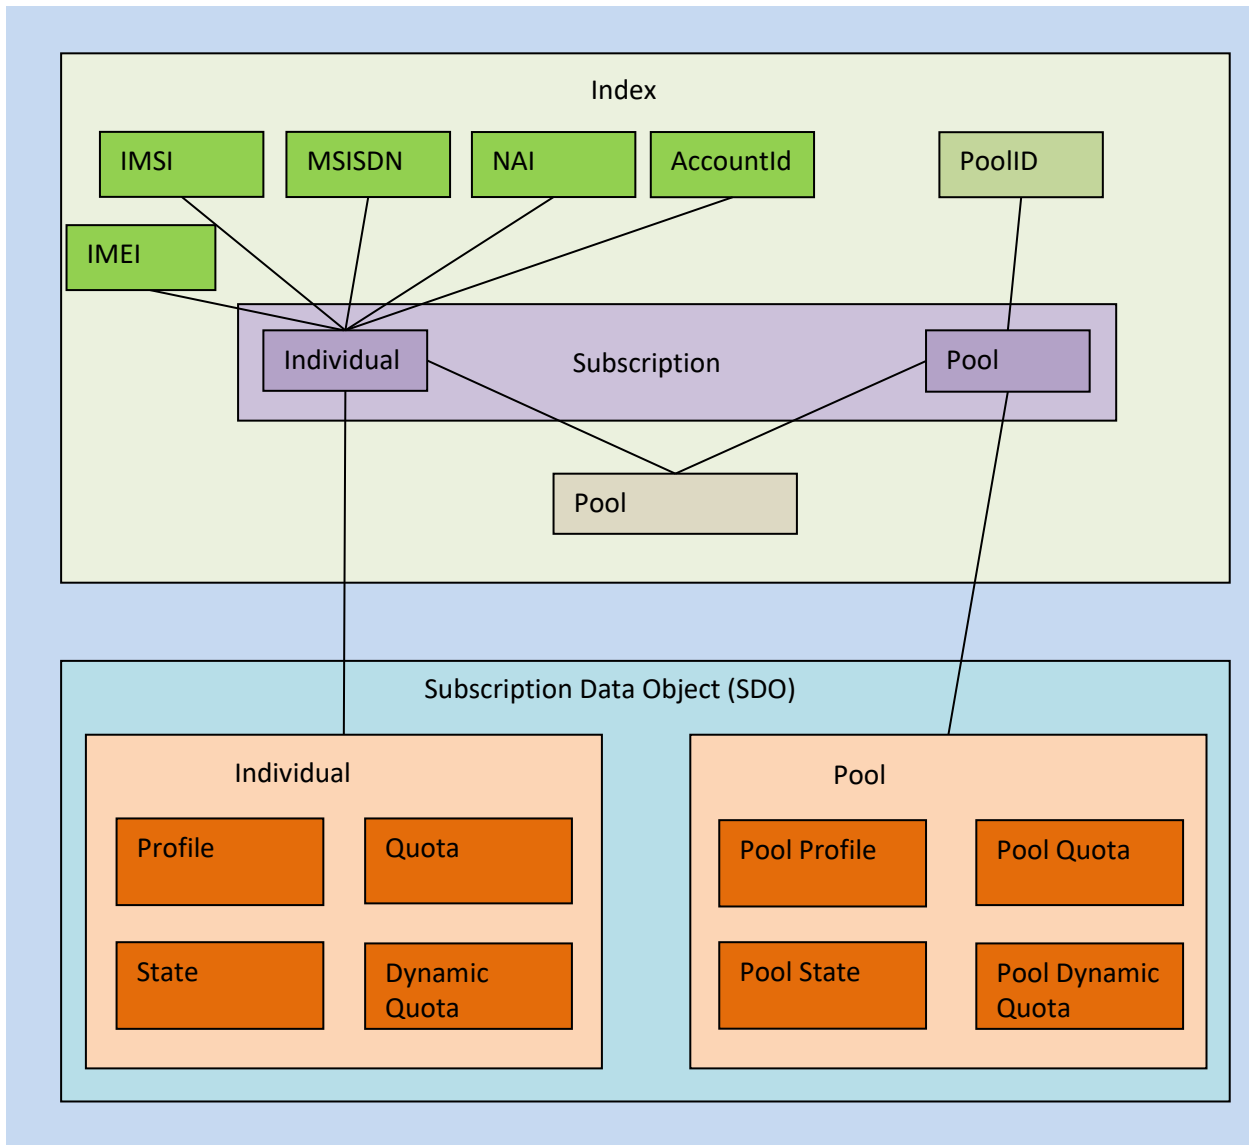 Index
IMSI
MSISDN
NAI
AccountId
PoolID
IMEI
Individual
Subscription
Pool
Pool
Subscription Data Object (SDO)
Individual
Pool
Profile
Quota
Pool Profile
Pool Quota
State
Dynamic
Quota
Pool State
Pool Dynamic
Quota